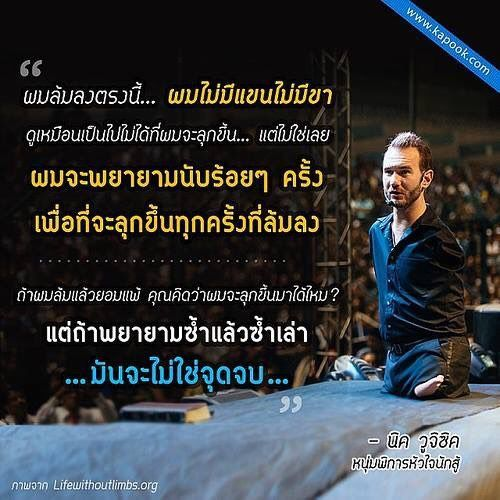 www.kapook.com
“
ผมล้มลงตรงนี้... ผมไม่มีแขนไม่มีขา
ดูเหมือนเป็นไปไม่ได้ที่ผมจะลุกขึ้น... แต่ไม่ใช่เลย
ผมจะพยายามนับร้อยๆ ครั้ง
เพื่อที่จะลุกขึ้นทุกครั้งที่ล้มลง
ถ้าผมล้มแล้วยอมแพ้ คุณคิดว่าผมจะลุกขึ้นมาได้ไหม?
แต่ถ้าพยายามซ้ำแล้วซ้ำเล่า
...มันจะไม่ใช่จุดจบ...
”
– นิค วูจิชิค
หนุ่มพิการหัวใจนักสู้
ภาพจาก Lifewithoutlimbs.org